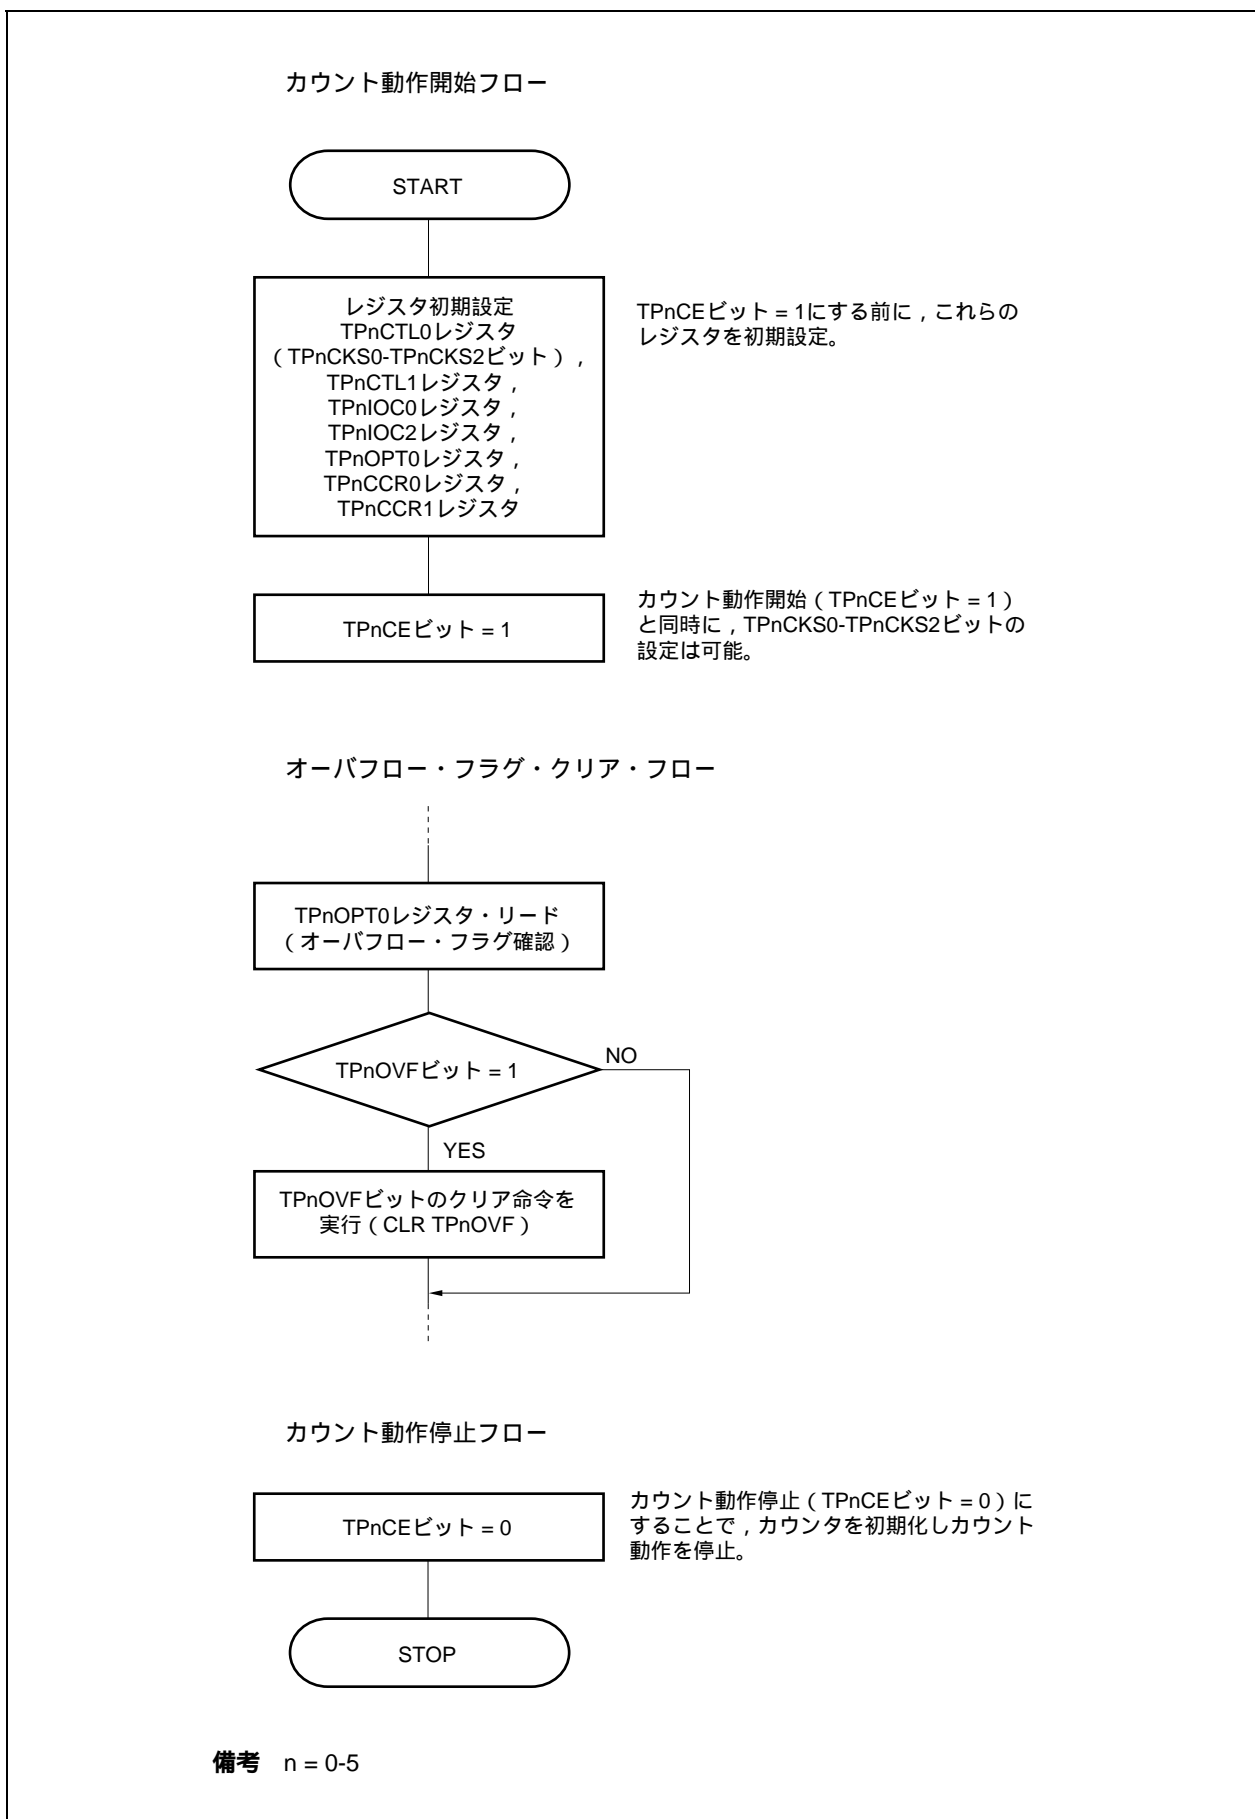 カウント動作開始フロー
START
レジスタ初期設定
TPnCTL0レジスタ
（TPnCKS0-TPnCKS2ビット），
TPnCTL1レジスタ，
TPnIOC0レジスタ，
TPnIOC2レジスタ，
TPnOPT0レジスタ，
TPnCCR0レジスタ，
TPnCCR1レジスタ
TPnCEビット = 1にする前に，これらの
レジスタを初期設定。
TPnCEビット = 1
カウント動作開始（TPnCEビット = 1）
と同時に，TPnCKS0-TPnCKS2ビットの
設定は可能。
オーバフロー・フラグ・クリア・フロー
TPnOPT0レジスタ・リード
（オーバフロー・フラグ確認）
TPnOVFビット = 1
NO
YES
TPnOVFビットのクリア命令を
実行（CLR TPnOVF）
カウント動作停止フロー
TPnCEビット = 0
カウント動作停止（TPnCEビット = 0）に
することで，カウンタを初期化しカウント
動作を停止。
STOP
備考 n = 0-5